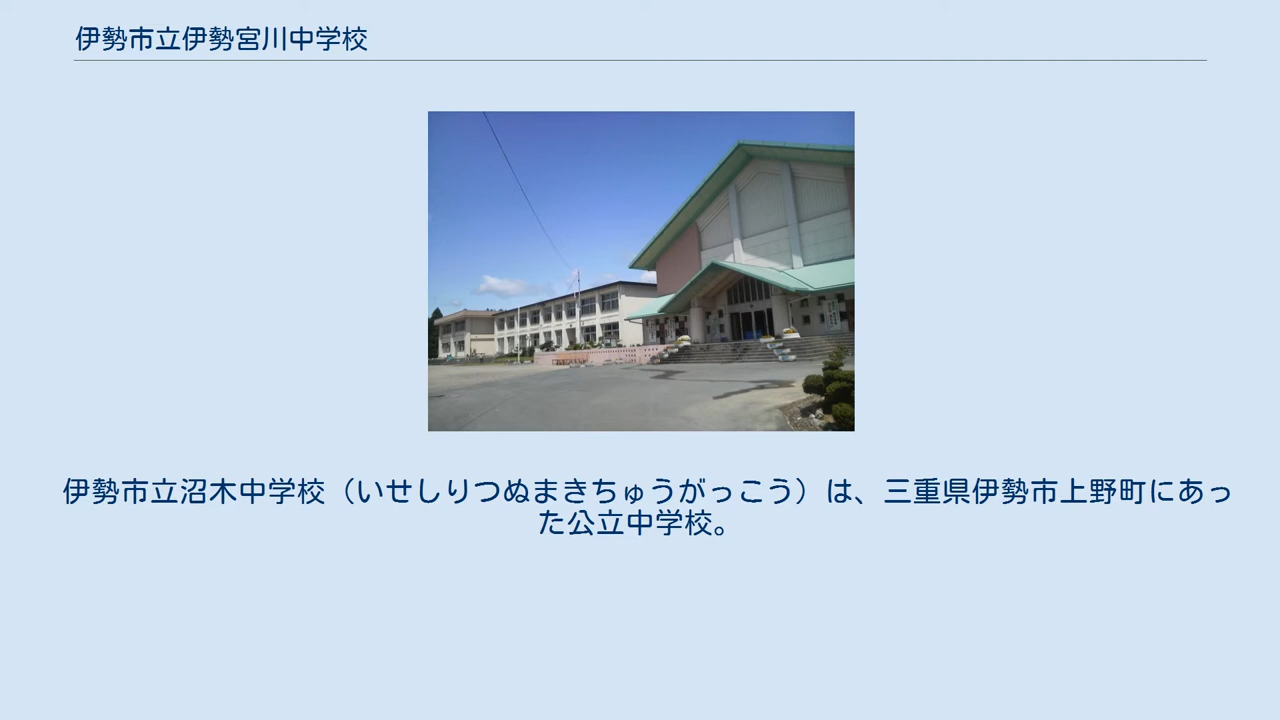 伊勢市立伊勢宮川中学校
伊勢市立沼木中学校（いせしりつぬまきちゅうがっこう）は、三重県伊勢市上野町にあっ
た公立中学校。